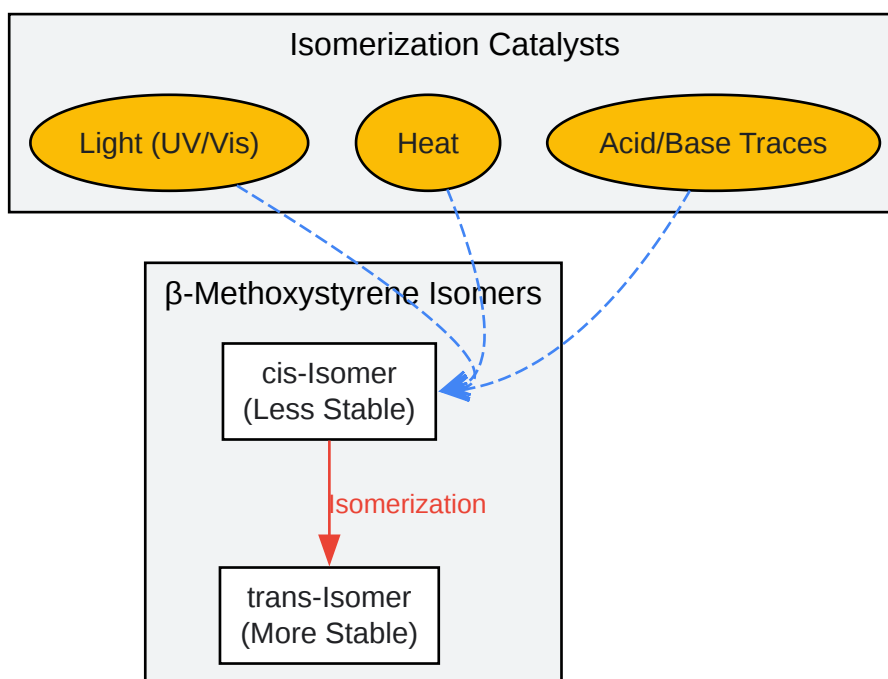 Isomerization Catalysts
Light (UV/Vis)
Heat
Acid/Base Traces
β-Methoxystyrene Isomers
cis-Isomer
(Less Stable)
Isomerization
trans-Isomer
(More Stable)